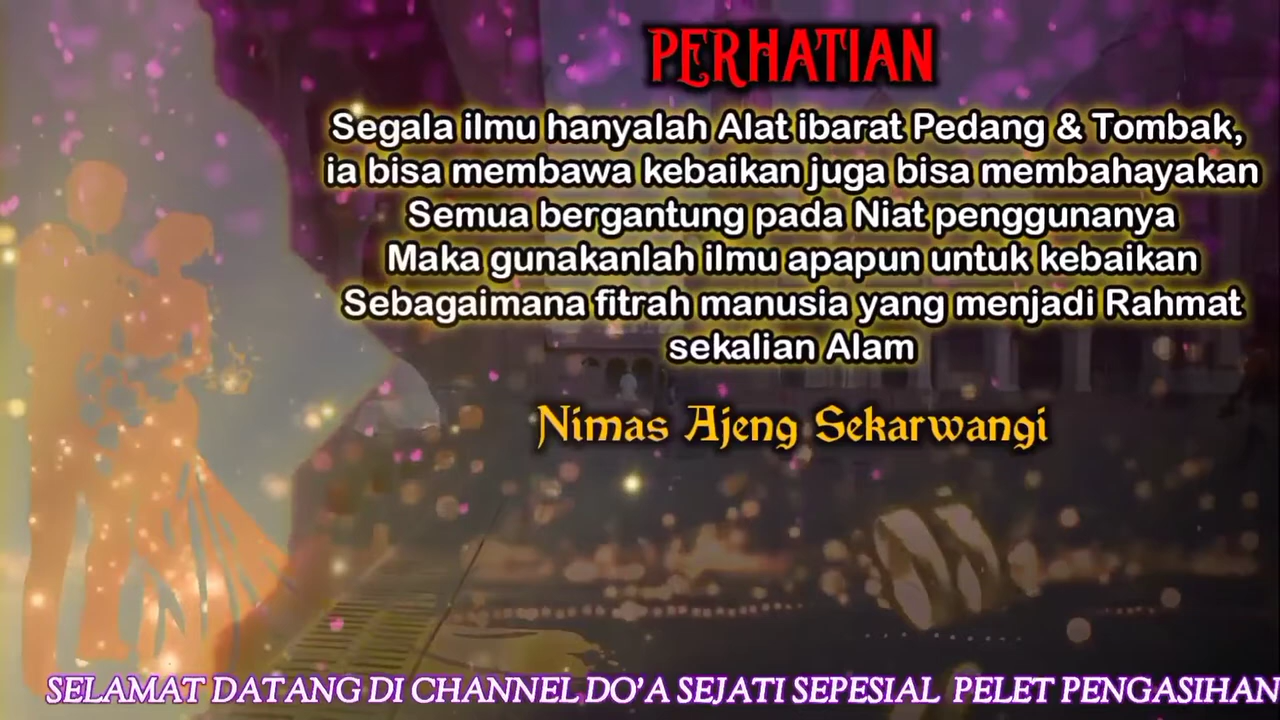 PERHATIAN
Segala ilmu hanyalah Alat ibarat Pedang & Tombak,
ia bisa membawa kebaikan juga bisa membahayakan
Semua bergantung pada Niat penggunanya
Maka gunakanlah ilmu apapun untuk kebaikan
Sebagaimana fitrah manusia yang menjadi Rahmat
sekalian Alam
Nimas Ajeng Sekarwangi
SELAMAT DATANG DI CHANNEL DO'A SEJATI SEPESIAL PELET PENGASIHAN